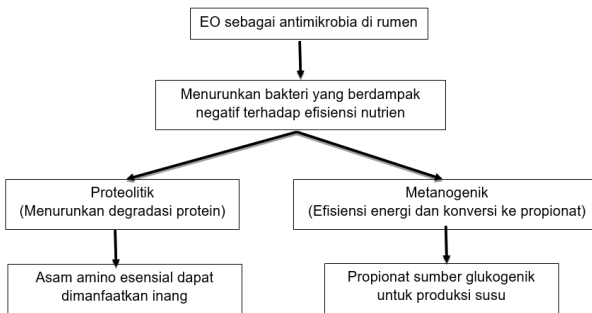 EO sebagai antimikrobia di rumen
Menurunkan bakteri yang berdampak
negatif terhadap efisiensi nutrien
Proteolitik
(Menurunkan degradasi protein)
Metanogenik
(Efisiensi energi dan konversi ke propionat)
Asam amino esensial dapat
dimanfaatkan inang
Propionat sumber glukogenik
untuk produksi susu